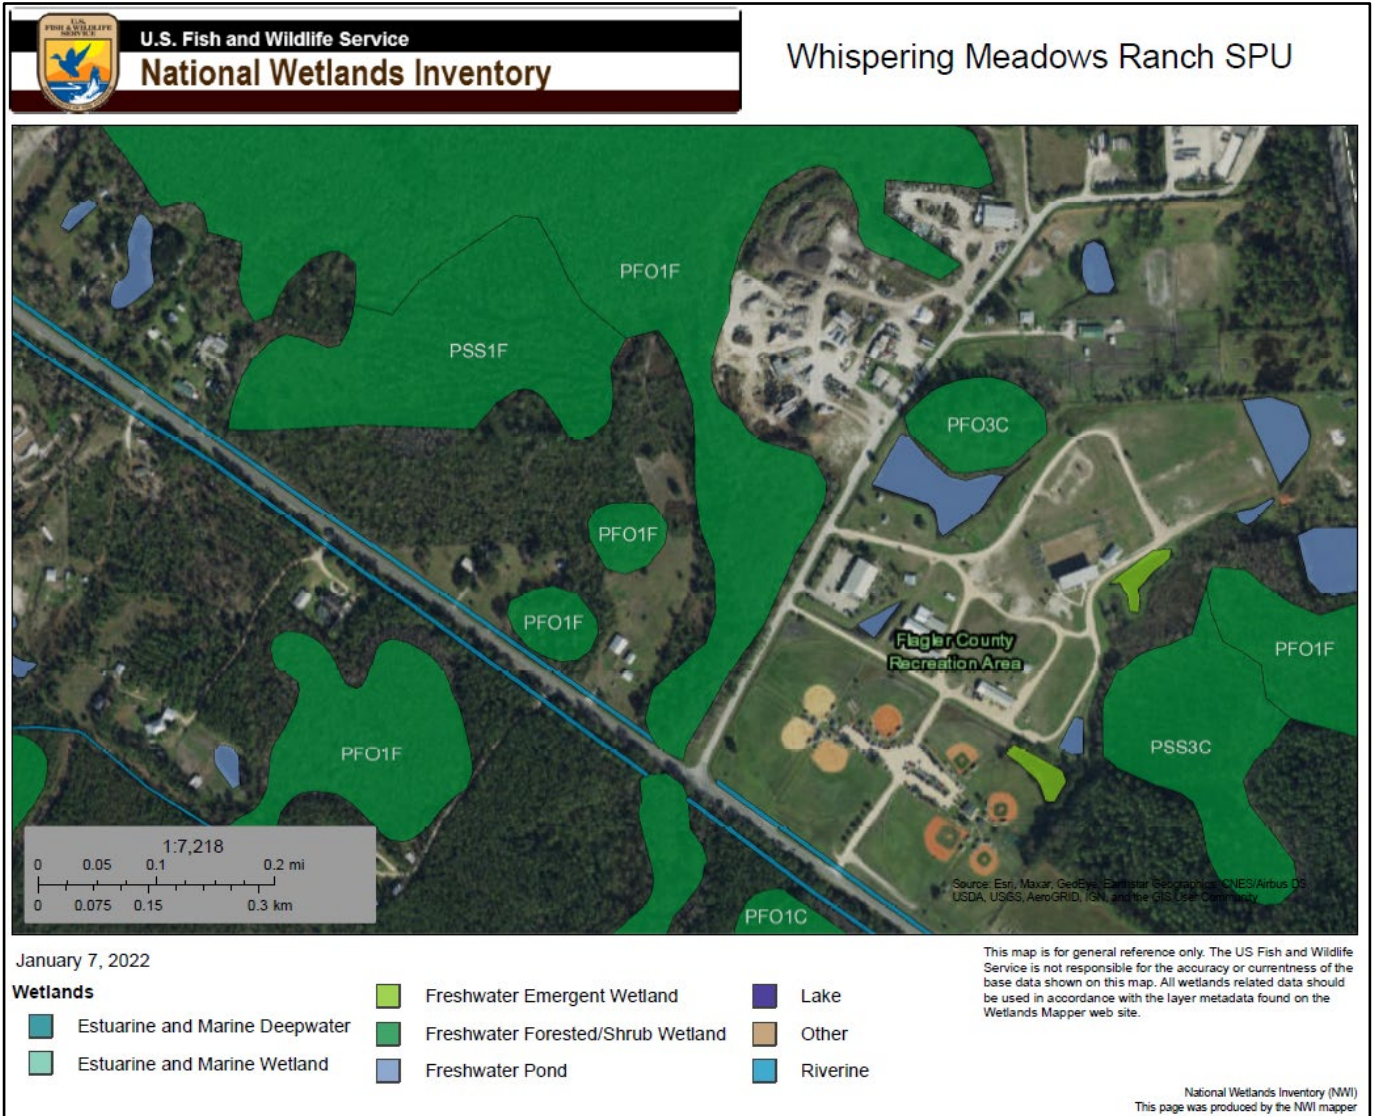 U.S.
FISH & WILDLIFE
SERVICE
U.S. Fish and Wildlife Service
National Wetlands Inventory
Whispering Meadows Ranch SPU
PFO1F
PSS1F
PFO3C
PFO1F
PFO1F
Flagler County
Recreation Area
PFO1F
PFO1F
PSS3C
PFO1C
1:7,218
0 0.05 0.1 0.2 mi
0 0.075 0.15 0.3 km
Source: Esri, Maxar, GeoEye, Earthstar Geographics, CNES/Airbus DS
USDA, USGS, AeroGRID, IGN, and the GIS User Community
January 7, 2022
Wetlands
Estuarine and Marine Deepwater
Estuarine and Marine Wetland
Freshwater Emergent Wetland
Freshwater Forested/Shrub Wetland
Freshwater Pond
Lake
Other
Riverine
This map is for general reference only. The US Fish and Wildlife
Service is not responsible for the accuracy or currentness of the
base data shown on this map. All wetlands related data should
be used in accordance with the layer metadata found on the
Wetlands Mapper web site.
National Wetlands Inventory (NWI)
This page was produced by the NWI mapper